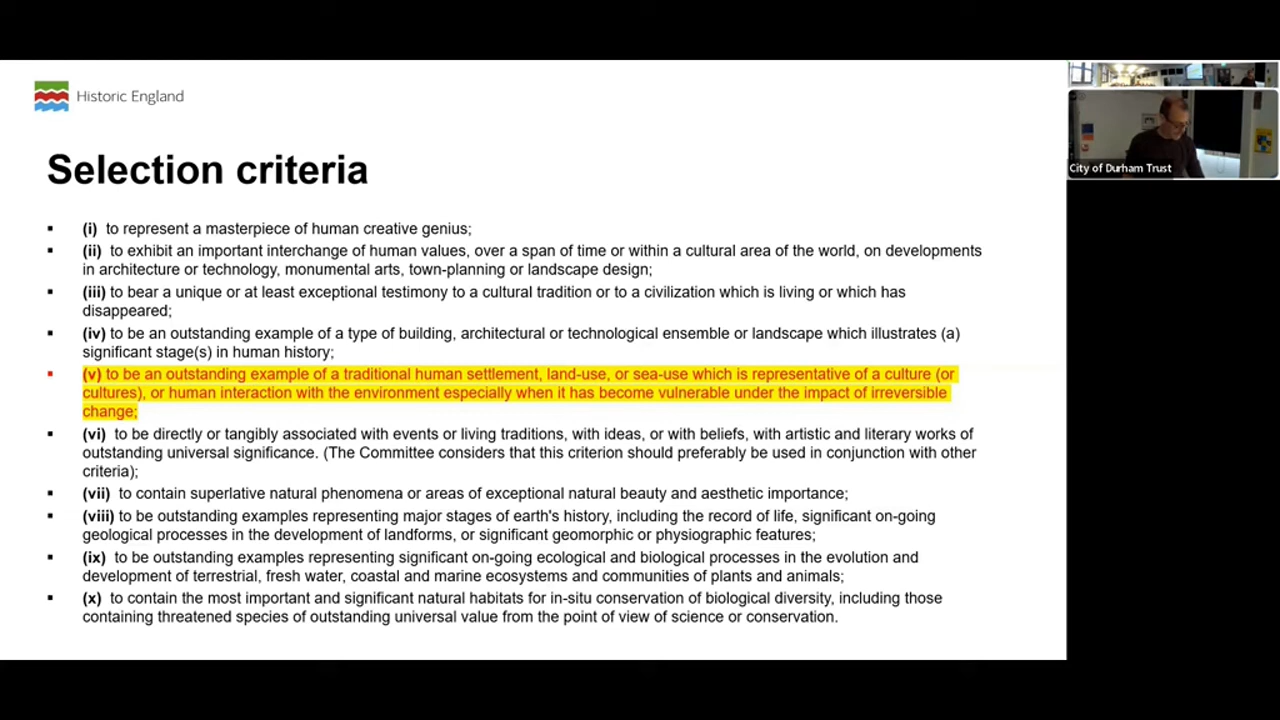 Historic England
Selection criteria
▪ (i) to represent a masterpiece of human creative genius;
▪ (ii) to exhibit an important interchange of human values, over a span of time or within a cultural area of the world, on developments
in architecture or technology, monumental arts, town-planning or landscape design;
▪ (iii) to bear a unique or at least exceptional testimony to a cultural tradition or to a civilization which is living or which has
disappeared;
▪ (iv) to be an outstanding example of a type of building, architectural or technological ensemble or landscape which illustrates (a)
significant stage(s) in human history;
▪ (v) to be an outstanding example of a traditional human settlement, land-use, or sea-use which is representative of a culture (or
cultures), or human interaction with the environment especially when it has become vulnerable under the impact of irreversible
change;
▪ (vi) to be directly or tangibly associated with events or living traditions, with ideas, or with beliefs, with artistic and literary works of
outstanding universal significance. (The Committee considers that this criterion should preferably be used in conjunction with other
criteria);
▪ (vii) to contain superlative natural phenomena or areas of exceptional natural beauty and aesthetic importance;
▪ (viii) to be outstanding examples representing major stages of earth's history, including the record of life, significant on-going
geological processes in the development of landforms, or significant geomorphic or physiographic features;
▪ (ix) to be outstanding examples representing significant on-going ecological and biological processes in the evolution and
development of terrestrial, fresh water, coastal and marine ecosystems and communities of plants and animals;
▪ (x) to contain the most important and significant natural habitats for in-situ conservation of biological diversity, including those
containing threatened species of outstanding universal value from the point of view of science or conservation.
City of Durham Trust